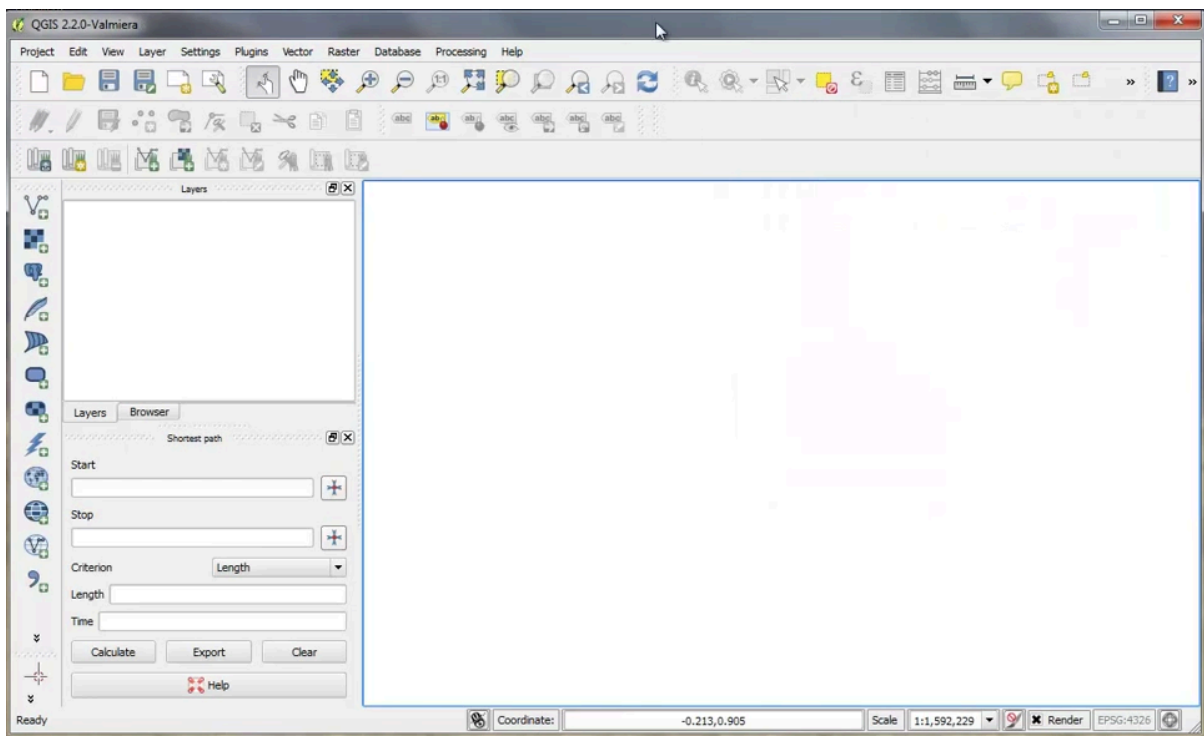 QGIS 2.2.0-Valmiera
Project Edit View Layer Settings Plugins Vector Raster Database Processing Help
abc
Layers
Layers Browser
Shortest path
Start
Stop
Criterion Length
Length
Time
Calculate Export Clear
Help
Ready Coordinate: -0.213,0.905 Scale 1:1,592,229 Render EPSG:4326